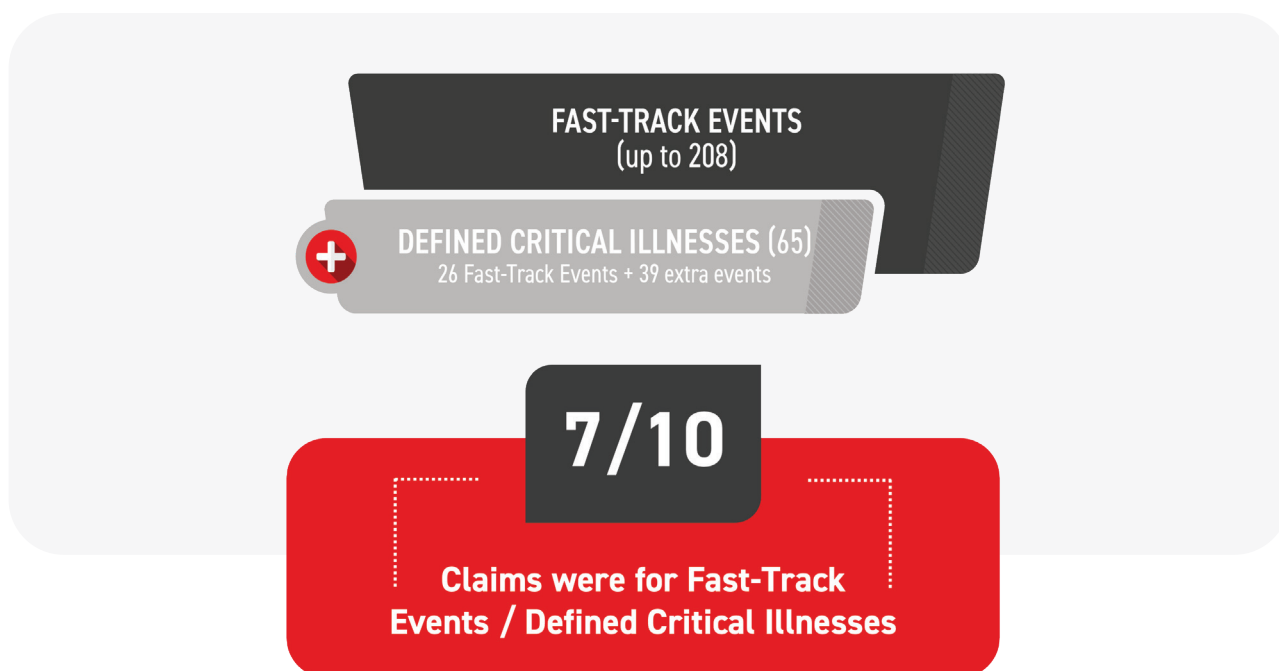 FAST-TRACK EVENTS
(up to 208)
DEFINED CRITICAL ILLNESSES (65)
26 Fast-Track Events + 39 extra events
7/10
Claims were for Fast-Track
Events / Defined Critical Illnesses